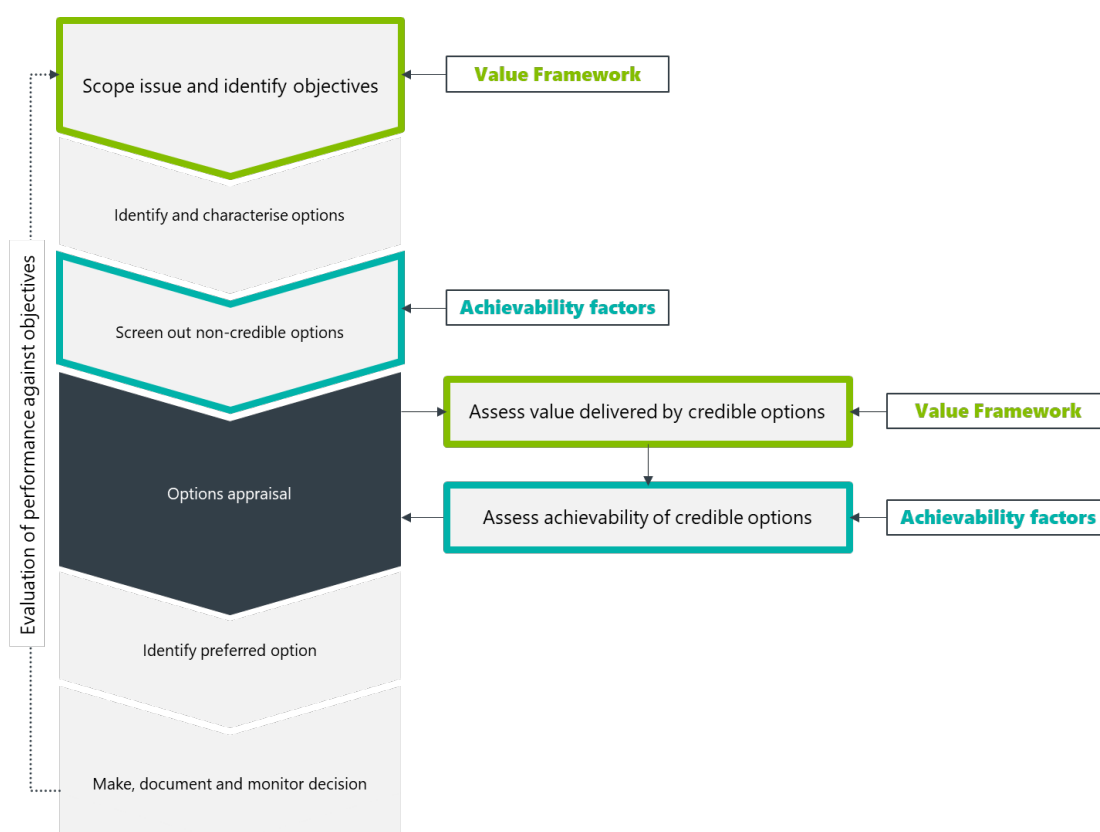 Scope issue and identify objectives
Value Framework
Identify and characterise options
Screen out non-credible options
Achievability factors
Evaluation of performance against objectives
Options appraisal
Assess value delivered by credible options
Value Framework
Assess achievability of credible options
Achievability factors
Identify preferred option
Make, document and monitor decision